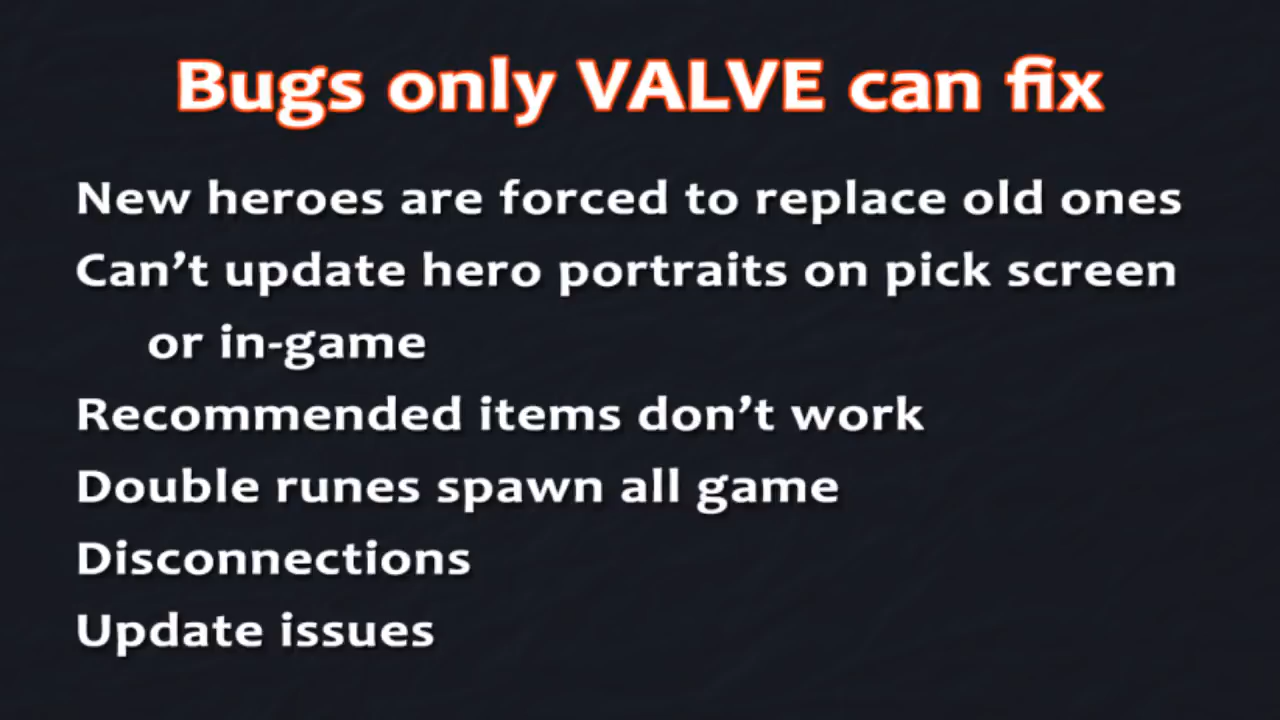 Bugs only VALVE can fix
New heroes are forced to replace old ones
Can’t update hero portraits on pick screen
or in-game
Recommended items don’t work
Double runes spawn all game
Disconnections
Update issues